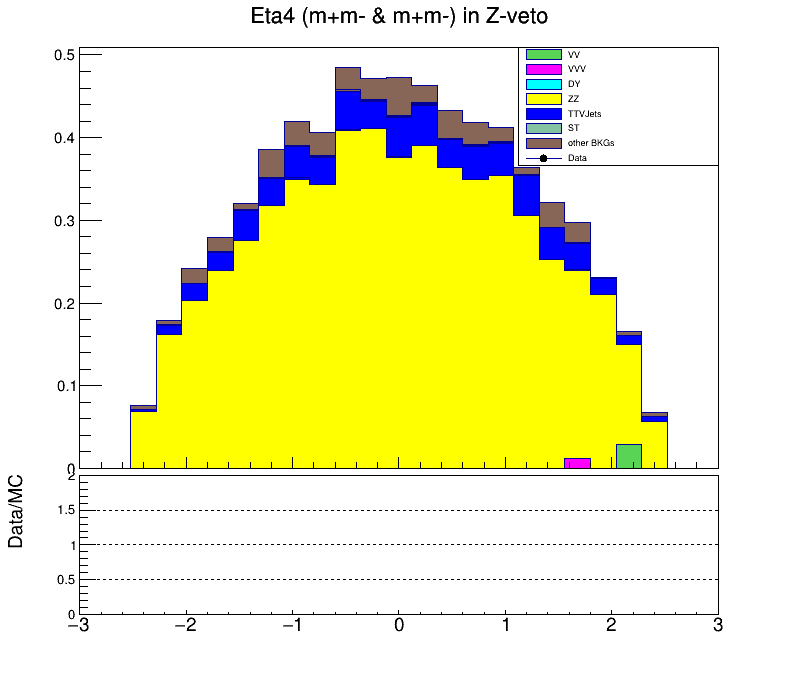 Eta4 (m+m- & m+m-) in Z-veto
VV
VVV
DY
ZZ
TTVJets
ST
other BKGs
Data
0.5
0.4
0.3
0.2
0.1
0
Data/MC
2
1.5
1
0.5
0
−3 −2 −1 0 1 2 3